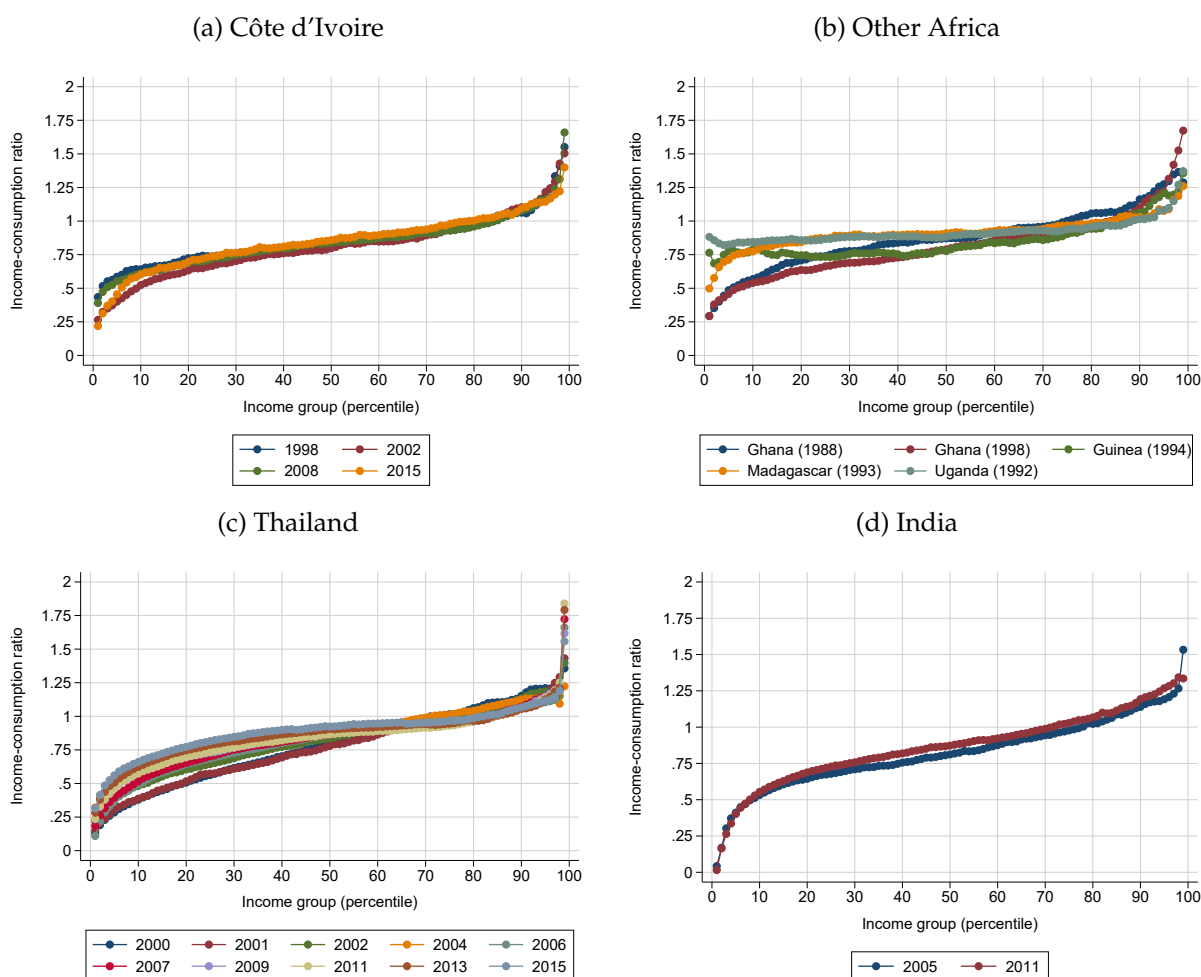 (a) Côte d'Ivoire
Income-consumption ratio
2
1.75
1.5
1.25
1
.75
.5
.25
0
0 10 20 30 40 50 60 70 80 90 100
Income group (percentile)
1998 2002
2008 2015
(b) Other Africa
Income-consumption ratio
2
1.75
1.5
1.25
1
.75
.5
.25
0
0 10 20 30 40 50 60 70 80 90 100
Income group (percentile)
Ghana (1988) Ghana (1998) Guinea (1994)
Madagascar (1993) Uganda (1992)
(c) Thailand
Income-consumption ratio
2
1.75
1.5
1.25
1
.75
.5
.25
0
0 10 20 30 40 50 60 70 80 90 100
Income group (percentile)
2000 2001 2002 2004 2006
2007 2009 2011 2013 2015
(d) India
Income-consumption ratio
2
1.75
1.5
1.25
1
.75
.5
.25
0
0 10 20 30 40 50 60 70 80 90 100
Income group (percentile)
2005 2011